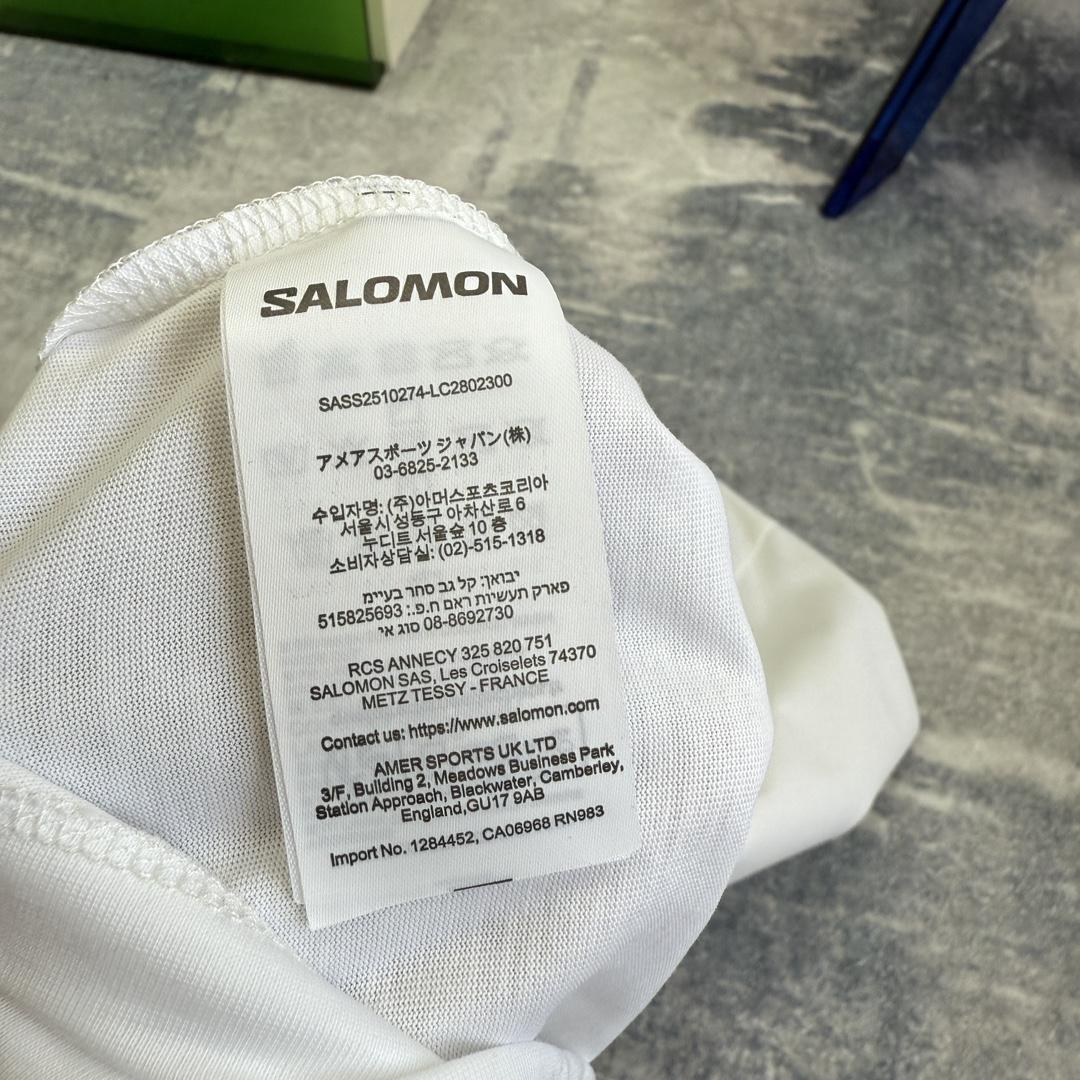 SALOMON
SASS2510274-LC2802300
アメアスポーツ ジャパン(株)
03-6825-2133
수입자명: (주)아머스포츠코리아
서울시 성동구 아차산로 6
누디트 서울숲 10 층
소비자상담실: (02)-515-1318
יבואן: קל גב סחר בעיימ
פארק תעשיות ראם ח.פ.: 515825693
08-8692730 סוג אי
RCS ANNECY 325 820 751
SALOMON SAS, Les Croiselets 74370
METZ TESSY - FRANCE
Contact us: https://www.salomon.com
AMER SPORTS UK LTD
3/F, Building 2, Meadows Business Park
Station Approach, Blackwater, Camberley,
England,GU17 9AB
Import No. 1284452, CA06968 RN983